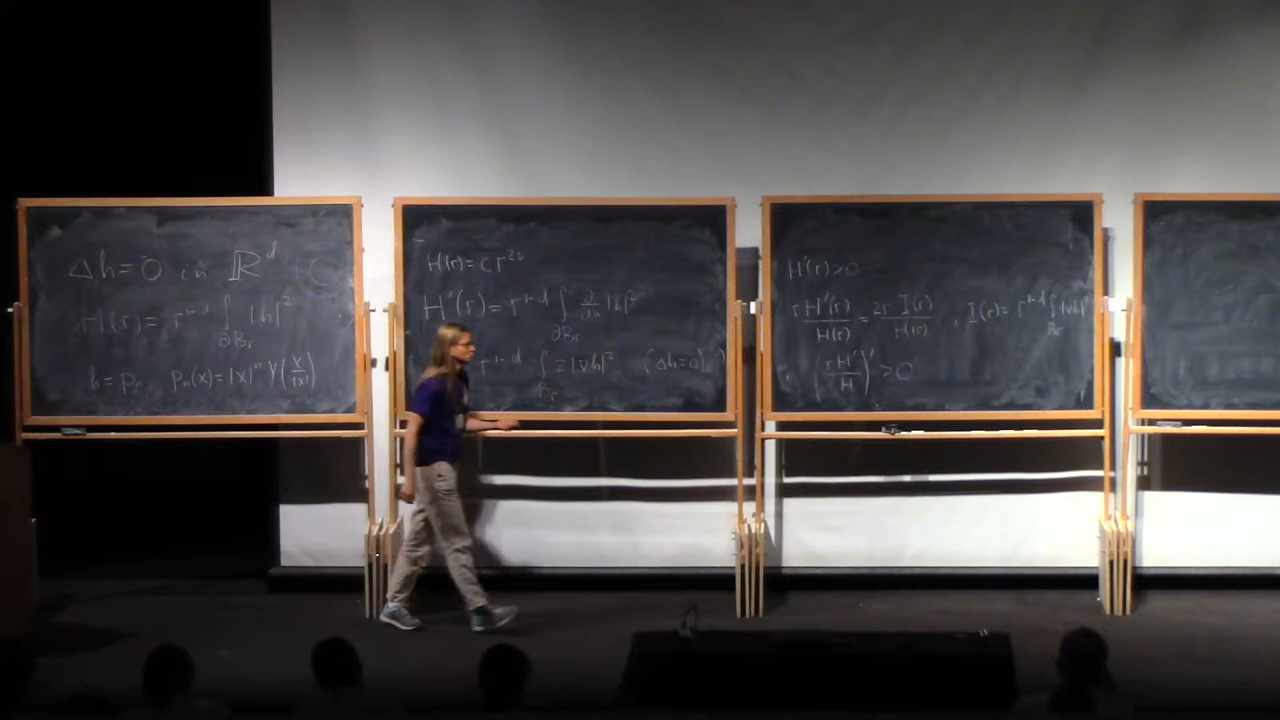 Δh = 0 in ℝ^d
H(r) = r^{1-d} ∫_{∂B_r} |h|^2
h = p_n   p_n(x) = |x|^n Y(x/|x|)
H(r) = C r^{2n}
H'(r) = r^{1-d} ∫_{∂B_r} ∂/∂n |h|^2
r^{1-d} ∫_{B_r} 2|∇h|^2   (Δh=0)
H'(r) > 0
rH'(r)/H(r) = 2r I(r)/H(r) , I(r) = r^{1-d} ∫_{B_r} |∇h|^2
(rH'/H)' > 0